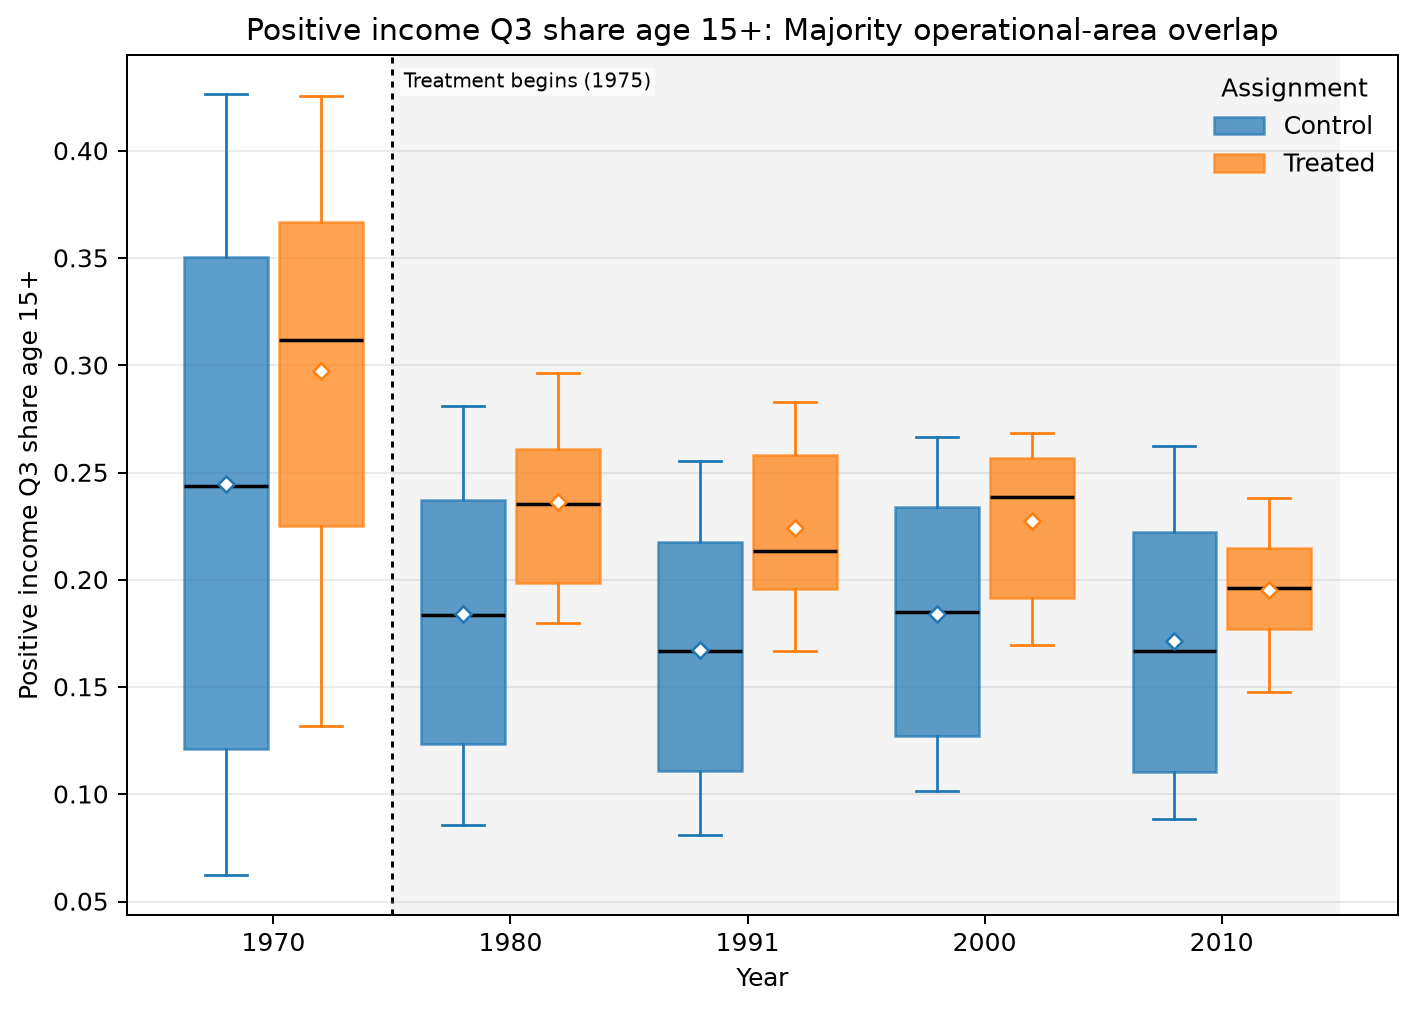 Positive income Q3 share age 15+: Majority operational-area overlap
Treatment begins (1975)
Assignment
Control
Treated
Positive income Q3 share age 15+
0.40
0.35
0.30
0.25
0.20
0.15
0.10
0.05
1970 1980 1991 2000 2010
Year